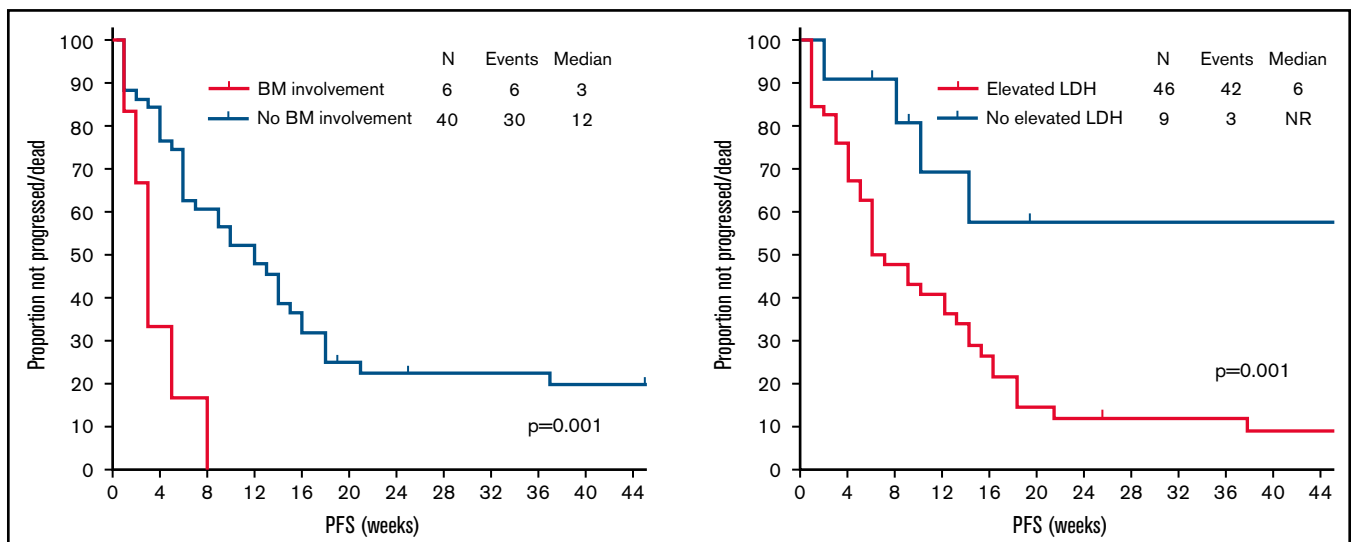 N Events Median
BM involvement 6 6 3
No BM involvement 40 30 12
100
90
80
70
60
50
40
30
20
10
0
Proportion not progressed/dead
p=0.001
0 4 8 12 16 20 24 28 32 36 40 44
PFS (weeks)
N Events Median
Elevated LDH 46 42 6
No elevated LDH 9 3 NR
100
90
80
70
60
50
40
30
20
10
0
Proportion not progressed/dead
p=0.001
0 4 8 12 16 20 24 28 32 36 40 44
PFS (weeks)